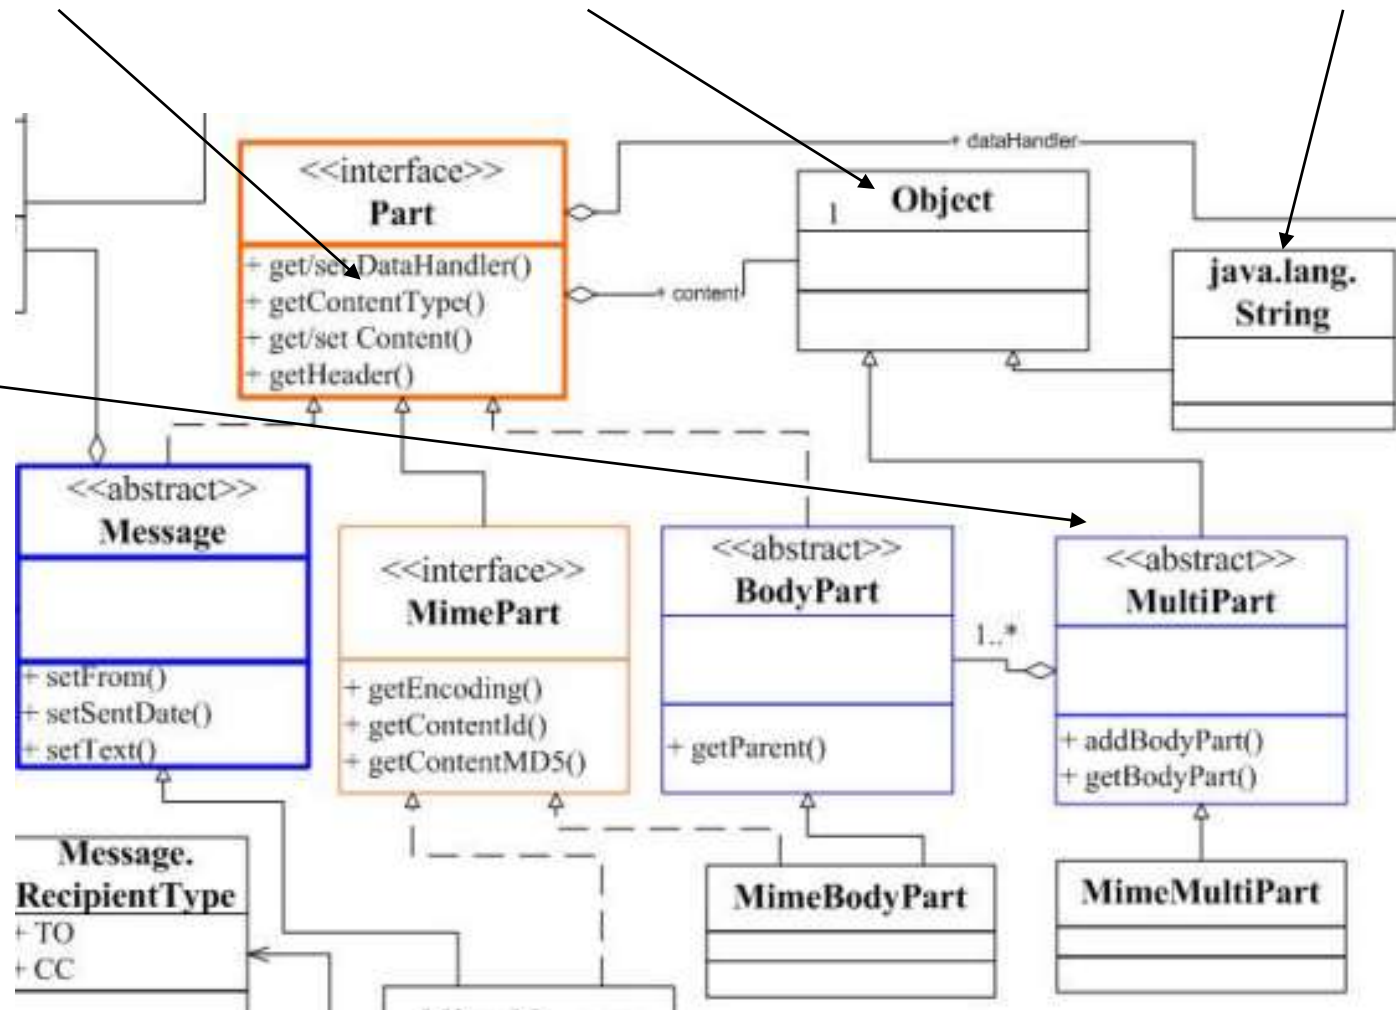 + dataHandler
<<interface>>
Part
+ get/set DataHandler()
+ getContentType()
+ get/set Content()
+ getHeader()
+ content
1
Object
java.lang.
String
<<abstract>>
Message
+ setFrom()
+ setSentDate()
+ setText()
<<interface>>
MimePart
+ getEncoding()
+ getContentId()
+ getContentMD5()
<<abstract>>
BodyPart
+ getParent()
1..*
<<abstract>>
MultiPart
+ addBodyPart()
+ getBodyPart()
Message.
RecipientType
+ TO
+ CC
MimeBodyPart
MimeMultiPart